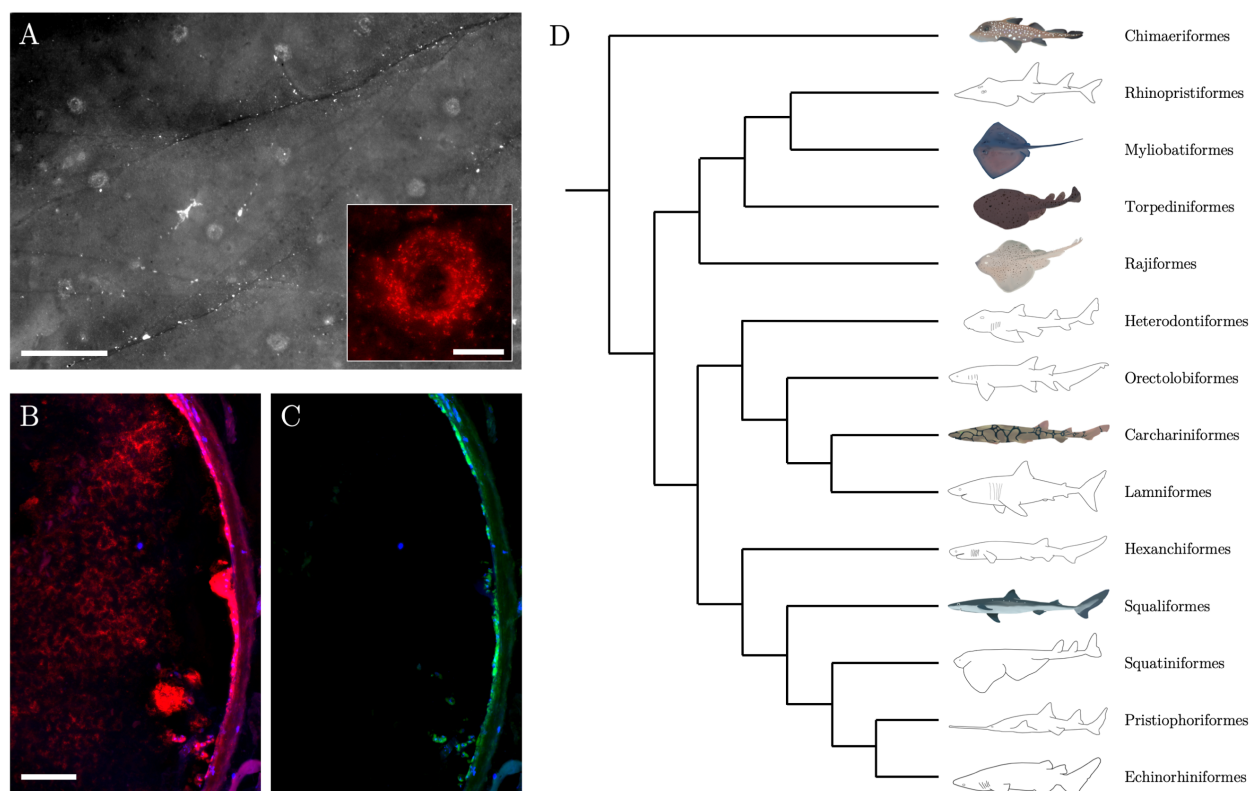 A
B
C
D
Chimaeriformes
Rhinopristiformes
Myliobatiformes
Torpediniformes
Rajiformes
Heterodontiformes
Orectolobiformes
Carchariniformes
Lamniformes
Hexanchiformes
Squaliformes
Squatiniformes
Pristiophoriformes
Echinorhiniformes